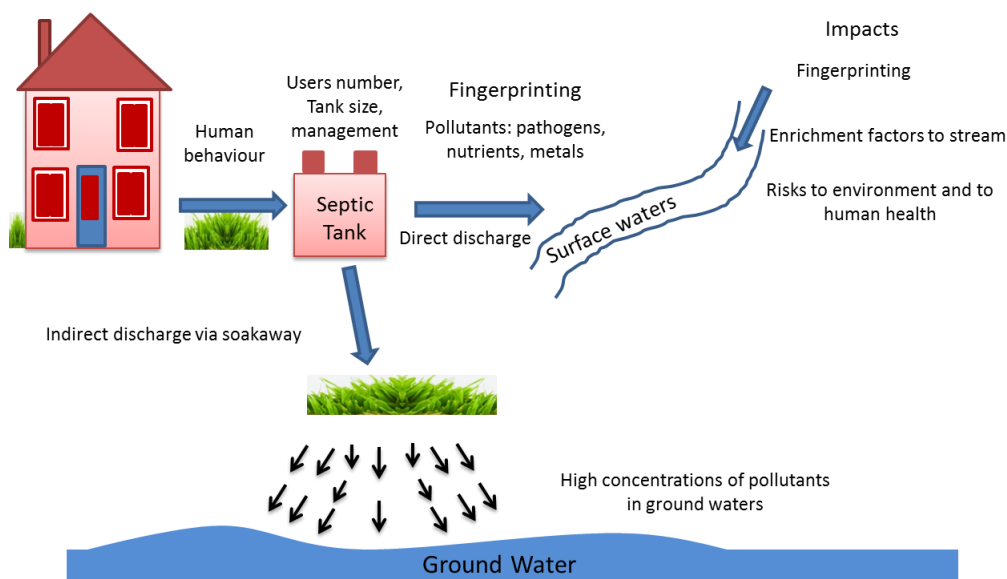 Impacts
Fingerprinting
Enrichment factors to stream
Risks to environment and to
human health
Users number,
Tank size,
management
Human
behaviour
Fingerprinting
Pollutants: pathogens,
nutrients, metals
Septic
Tank
Direct discharge
Surface waters
Indirect discharge via soakaway
High concentrations of pollutants
in ground waters
Ground Water